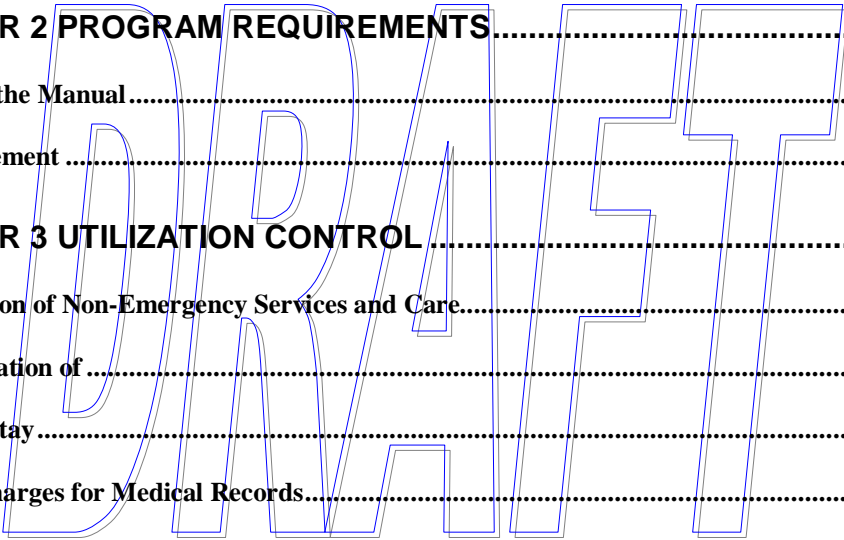 R 2 PROGRAM REQUIREMENTS................................
the Manual................................
ement ................................
R 3 UTILIZATION CONTROL ................................
on of Non-Emergency Services and Care................................
ation of ................................
tay ................................
harges for Medical Records................................
DRAFT